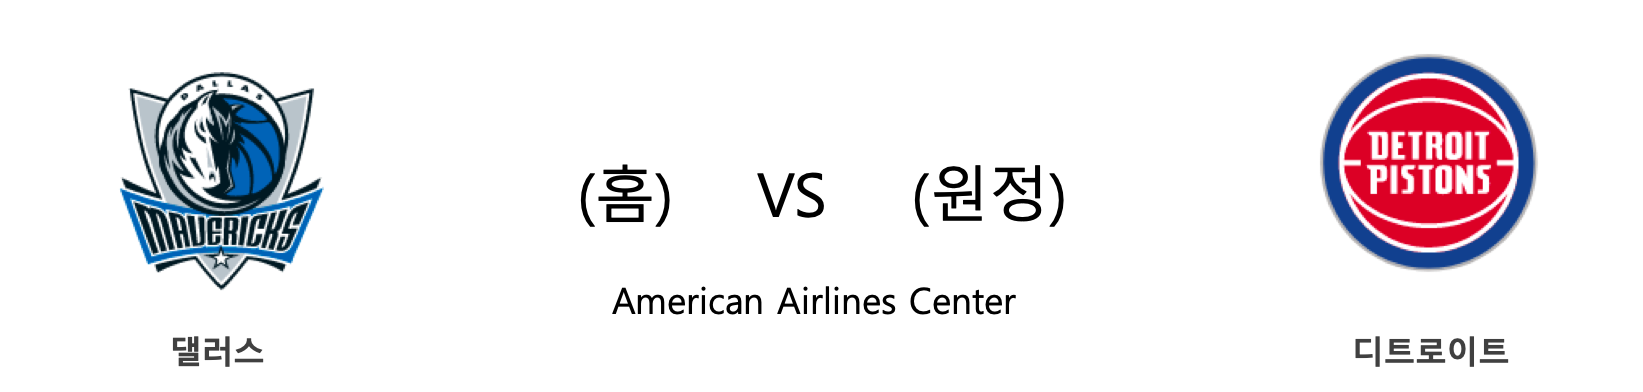 DALLAS
MAVERICKS
DETROIT
PISTONS
(홈) VS (원정)
American Airlines Center
댈러스
디트로이트